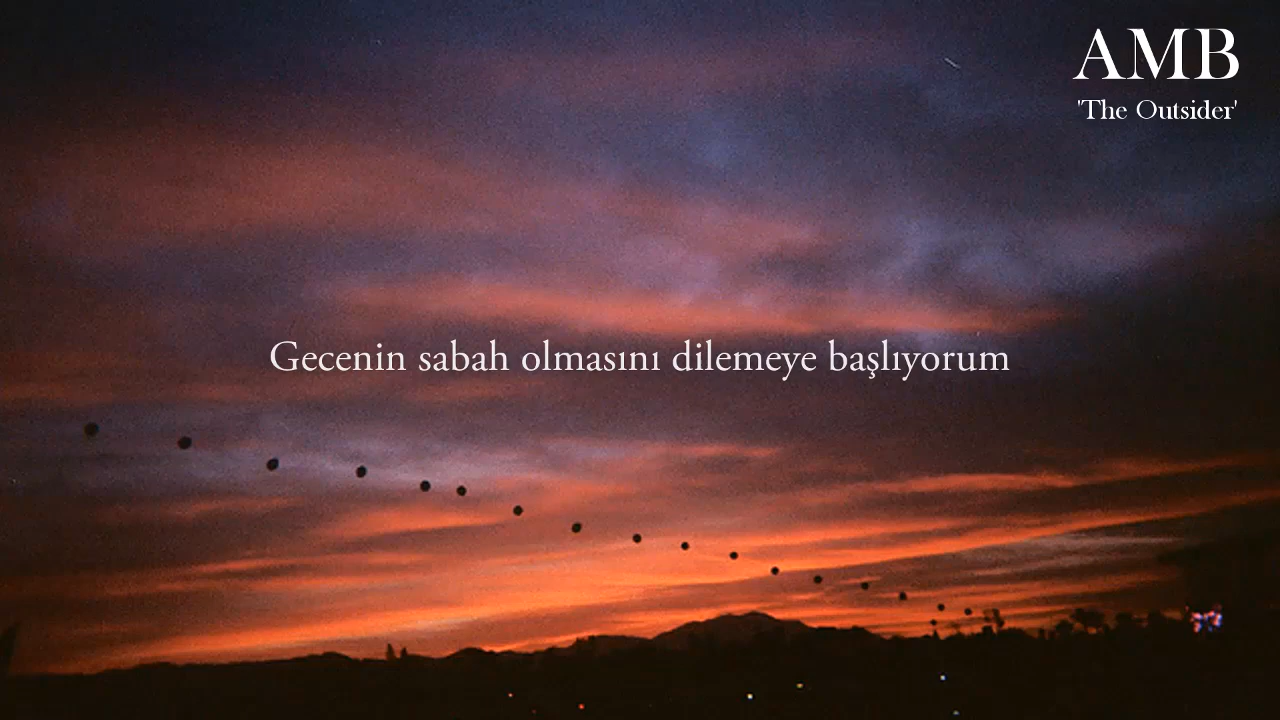 AMB
'The Outsider'
Gecenin sabah olmasını dilemeye başlıyorum